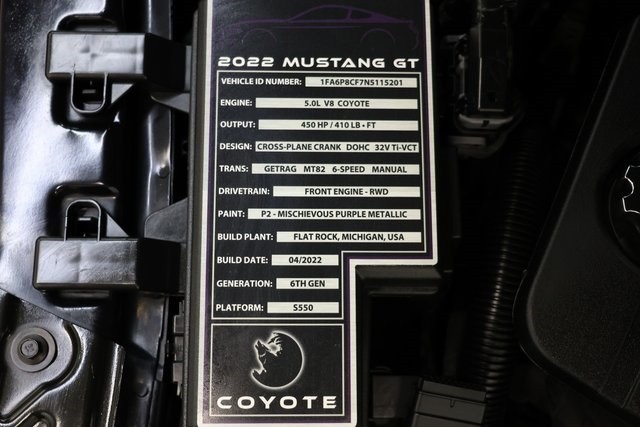 2022 MUSTANG GT
VEHICLE ID NUMBER: 1FA6P8CF7N5115201
ENGINE: 5.0L V8 COYOTE
OUTPUT: 450 HP / 410 LB • FT
DESIGN: CROSS-PLANE CRANK DOHC 32V Ti-VCT
TRANS: GETRAG MT82 6-SPEED MANUAL
DRIVETRAIN: FRONT ENGINE - RWD
PAINT: P2 - MISCHIEVOUS PURPLE METALLIC
BUILD PLANT: FLAT ROCK, MICHIGAN, USA
BUILD DATE: 04/2022
GENERATION: 6TH GEN
PLATFORM: S550
COYOTE